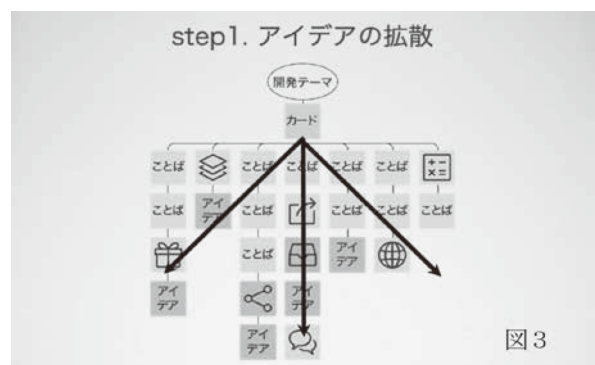 step1. アイデアの拡散
開発テーマ
カード
ことば ことば ことば ことば ことば
ことば アイデア ことば ことば ことば ことば
ことば アイデア
アイデア アイデア
アイデア
図3